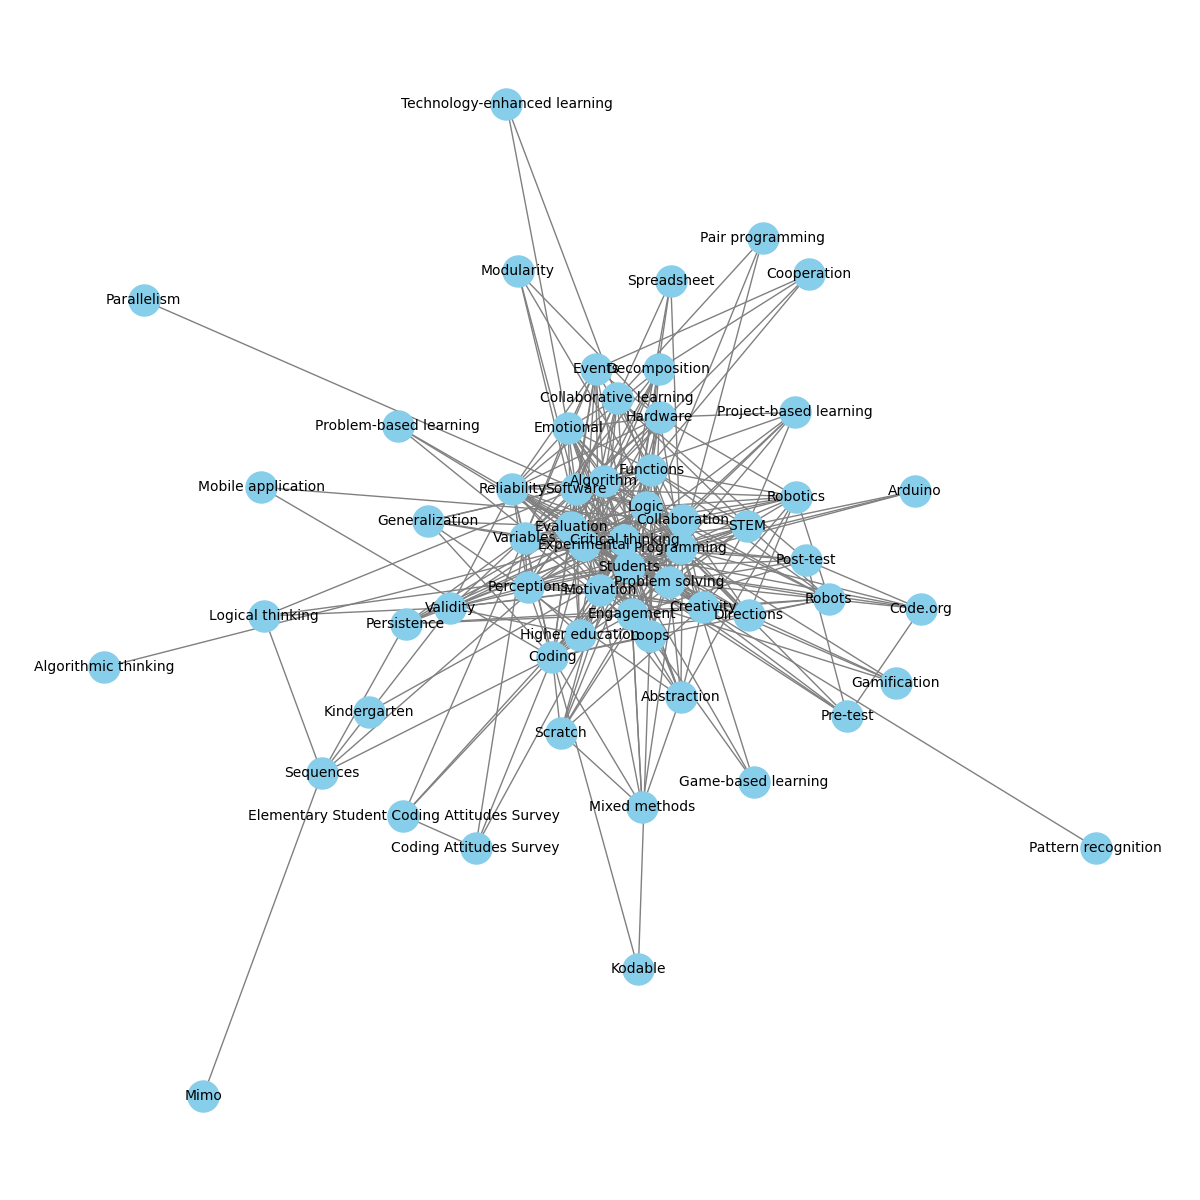 Technology-enhanced learning
Pair programming
Modularity
Cooperation
Spreadsheet
Parallelism
Events
Decomposition
Collaborative learning
Project-based learning
Hardware
Problem-based learning
Emotional
Functions
Algorithm
Mobile application
Reliability
Software
Arduino
Robotics
Logic
Generalization
Collaboration
Evaluation
STEM
Variables
Critical thinking
Experimental
Programming
Post-test
Students
Problem solving
Perceptions
Motivation
Robots
Validity
Creativity
Code.org
Logical thinking
Engagement
Directions
Persistence
Higher education
Loops
Coding
Algorithmic thinking
Gamification
Abstraction
Kindergarten
Pre-test
Scratch
Sequences
Game-based learning
Mixed methods
Elementary Student Coding Attitudes Survey
Coding Attitudes Survey
Pattern recognition
Kodable
Mimo